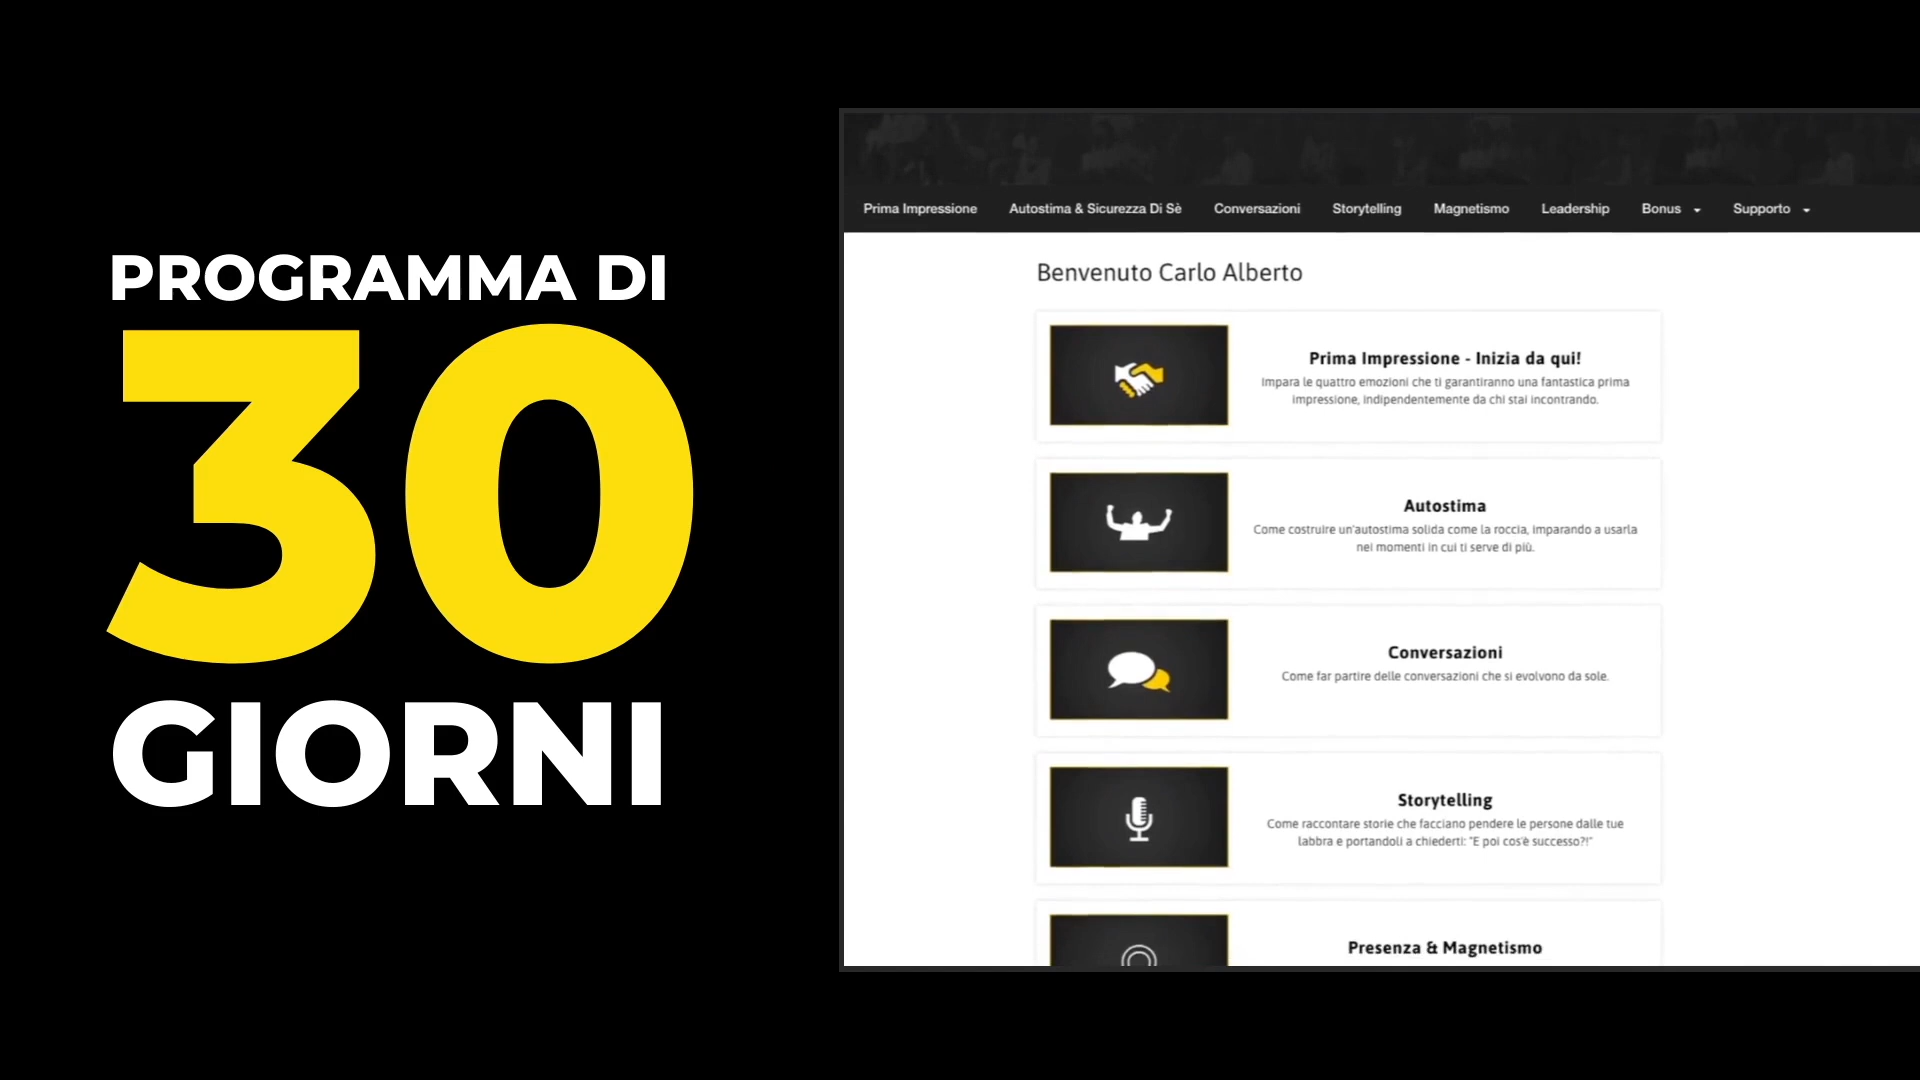 PROGRAMMA DI
30
GIORNI
Prima Impressione Autostima & Sicurezza Di Sè Conversazioni Storytelling Magnetismo Leadership Bonus Supporto
Benvenuto Carlo Alberto
Prima Impressione - Inizia da qui!
Impara le quattro emozioni che ti garantiranno una fantastica prima
impressione, indipendentemente da chi stai incontrando.
Autostima
Come costruire un'autostima solida come la roccia, imparando a usarla
nei momenti in cui ti serve di più.
Conversazioni
Come far partire delle conversazioni che si evolvono da sole.
Storytelling
Come raccontare storie che facciano pendere le persone dalle tue
labbra e portandoli a chiederti: "E poi cos'è successo?!"
Presenza & Magnetismo